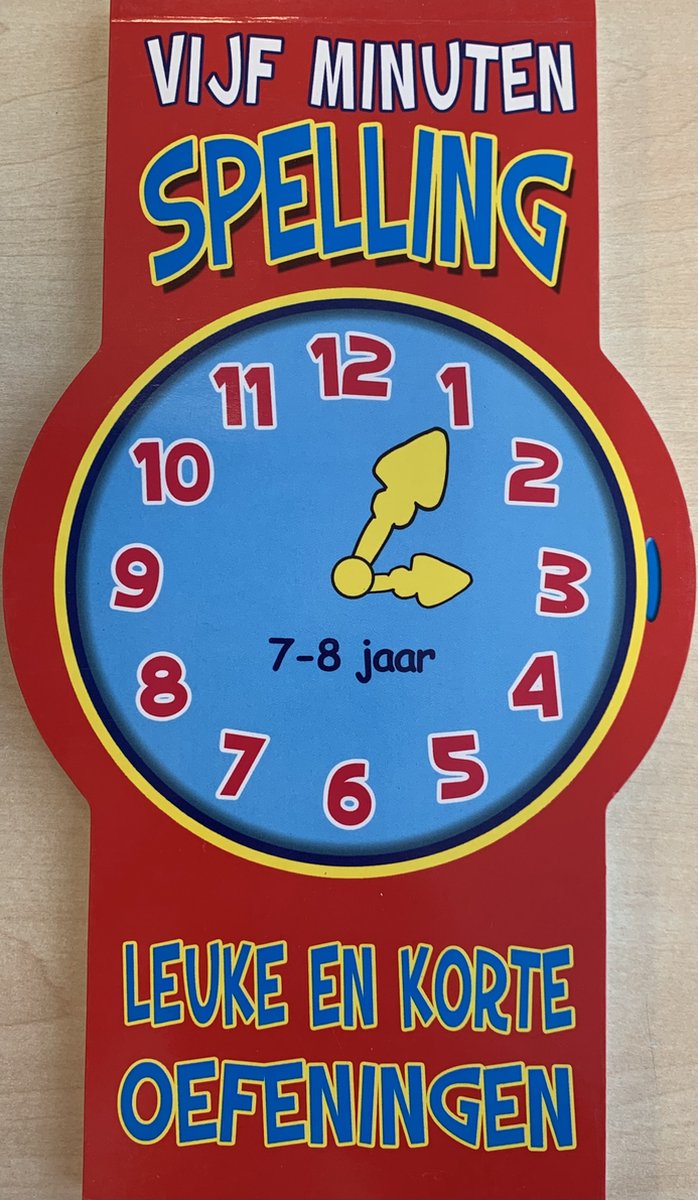 VIJF MINUTEN
SPELLING
12
11 1
10 2
9 3
7-8 jaar
8 4
7 5
6
LEUKE EN KORTE
OEFENINGEN